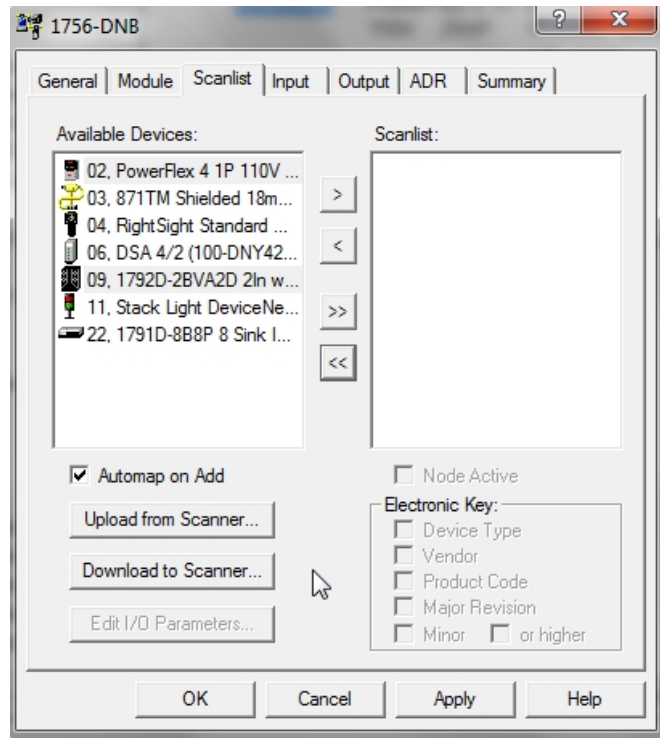 1756-DNB
General Module Scanlist Input Output ADR Summary
Available Devices:
02, PowerFlex 4 1P 110V ...
03, 871TM Shielded 18m...
04, RightSight Standard ...
06, DSA 4/2 (100-DNY42...
09, 1792D-2BVA2D 2In w...
11, Stack Light DeviceNe...
22, 1791D-8B8P 8 Sink I...
>
<
>>
<<
Scanlist:
Automap on Add
Upload from Scanner...
Download to Scanner...
Edit I/O Parameters...
Node Active
Electronic Key:
Device Type
Vendor
Product Code
Major Revision
Minor or higher
OK Cancel Apply Help